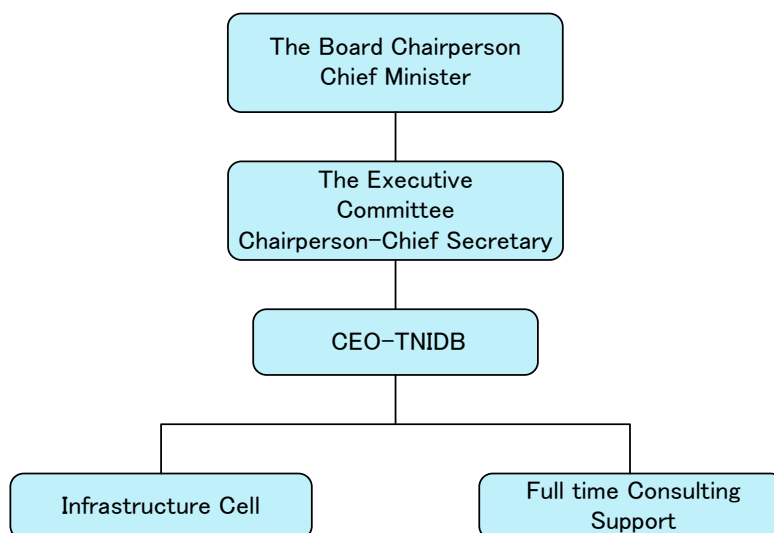 The Board Chairperson
Chief Minister
The Executive
Committee
Chairperson-Chief Secretary
CEO-TNIDB
Infrastructure Cell
Full time Consulting
Support